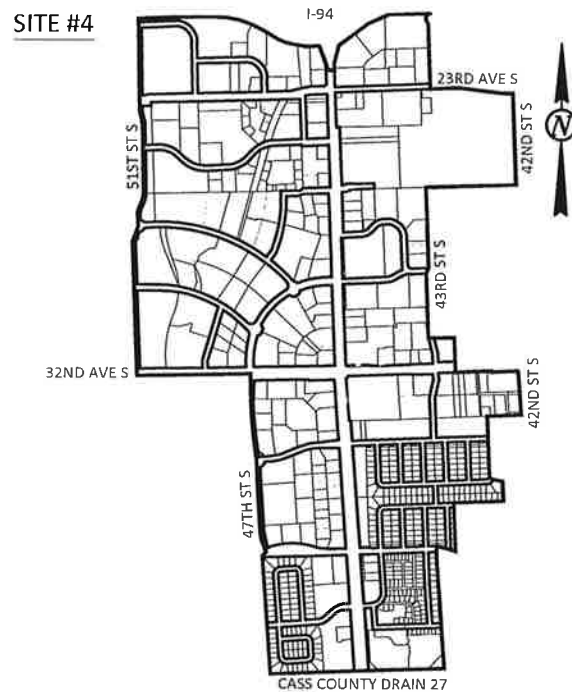 SITE #4
I-94
23RD AVE S
51ST ST S
42ND ST S
N
43RD ST S
32ND AVE S
42ND ST S
47TH ST S
CASS COUNTY DRAIN 27